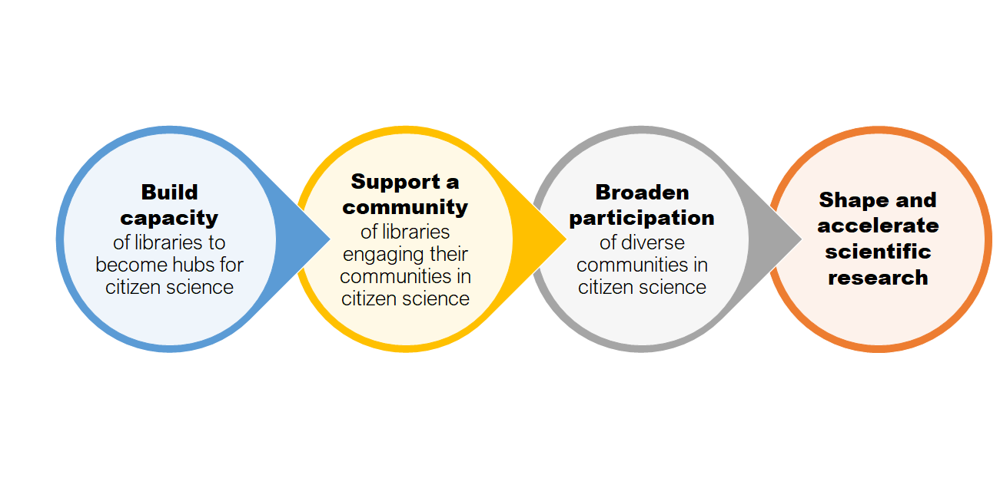 Build
capacity
of libraries to
become hubs for
citizen science
Support a
community
of libraries
engaging their
communities in
citizen science
Broaden
participation
of diverse
communities in
citizen science
Shape and
accelerate
scientific
research